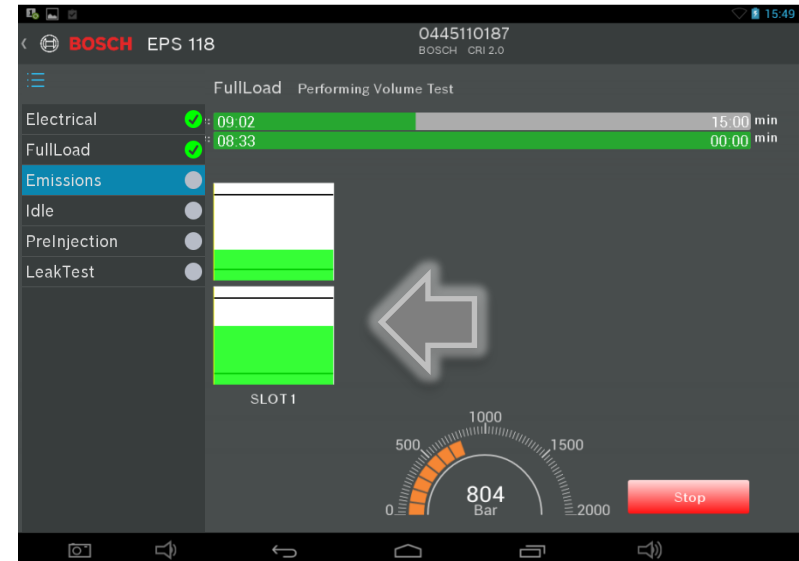 15:49
BOSCH EPS 118
0445110187
BOSCH CRI 2.0
FullLoad Performing Volume Test
Electrical
09:02 15:00 min
FullLoad
08:33 00:00 min
Emissions
Idle
PreInjection
LeakTest
SLOT1
1000
500 1500
804
0 2000
Bar
Stop